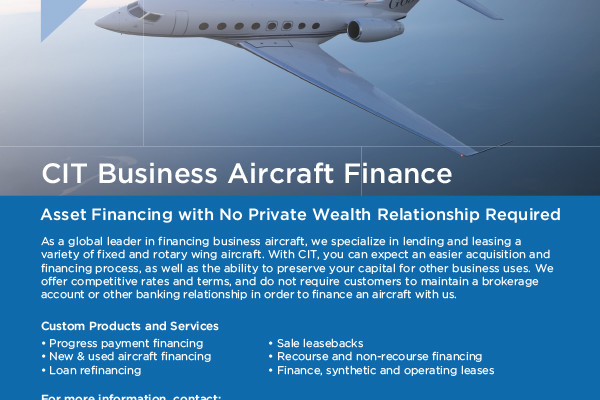 CIT Business Aircraft Finance
Asset Financing with No Private Wealth Relationship Required
As a global leader in financing business aircraft, we specialize in lending and leasing a
variety of fixed and rotary wing aircraft. With CIT, you can expect an easier acquisition and
financing process, as well as the ability to preserve your capital for other business uses. We
offer competitive rates and terms, and do not require customers to maintain a brokerage
account or other banking relationship in order to finance an aircraft with us.
Custom Products and Services
• Progress payment financing
• New & used aircraft financing
• Loan refinancing
• Sale leasebacks
• Recourse and non-recourse financing
• Finance, synthetic and operating leases
For more information, contact: